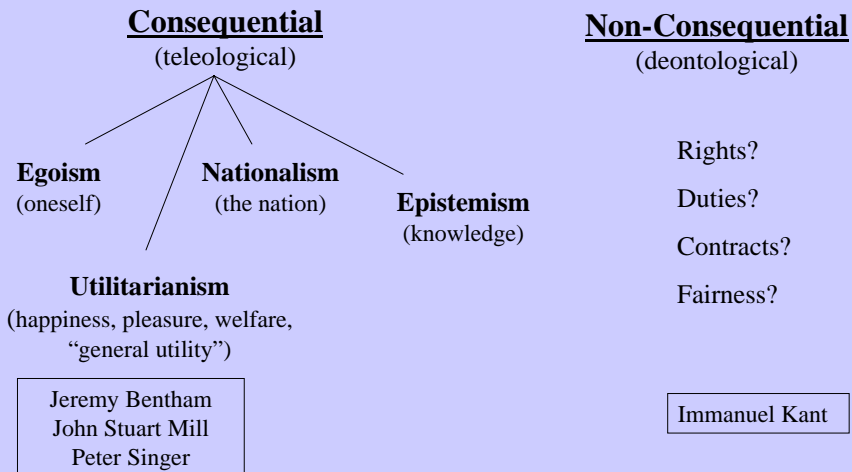 Consequential
(teleological)
Egoism
(oneself)
Nationalism
(the nation)
Epistemism
(knowledge)
Utilitarianism
(happiness, pleasure, welfare,
“general utility”)
Jeremy Bentham
John Stuart Mill
Peter Singer
Non-Consequential
(deontological)
Rights?
Duties?
Contracts?
Fairness?
Immanuel Kant